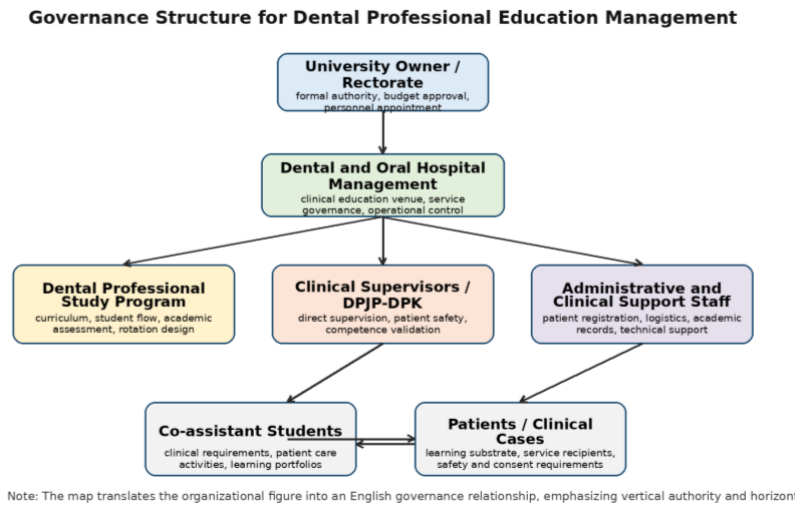 Governance Structure for Dental Professional Education Management
University Owner /
Rectorate
formal authority, budget approval,
personnel appointment
Dental and Oral Hospital
Management
clinical education venue, service
governance, operational control
Dental Professional
Study Program
curriculum, student flow, academic
assessment, rotation design
Clinical Supervisors /
DPJP-DPK
direct supervision, patient safety,
competence validation
Administrative and
Clinical Support Staff
patient registration, logistics, academic
records, technical support
Co-assistant Students
clinical requirements, patient care
activities, learning portfolios
Patients / Clinical
Cases
learning substrate, service recipients,
safety and consent requirements
Note: The map translates the organizational figure into an English governance relationship, emphasizing vertical authority and horizon